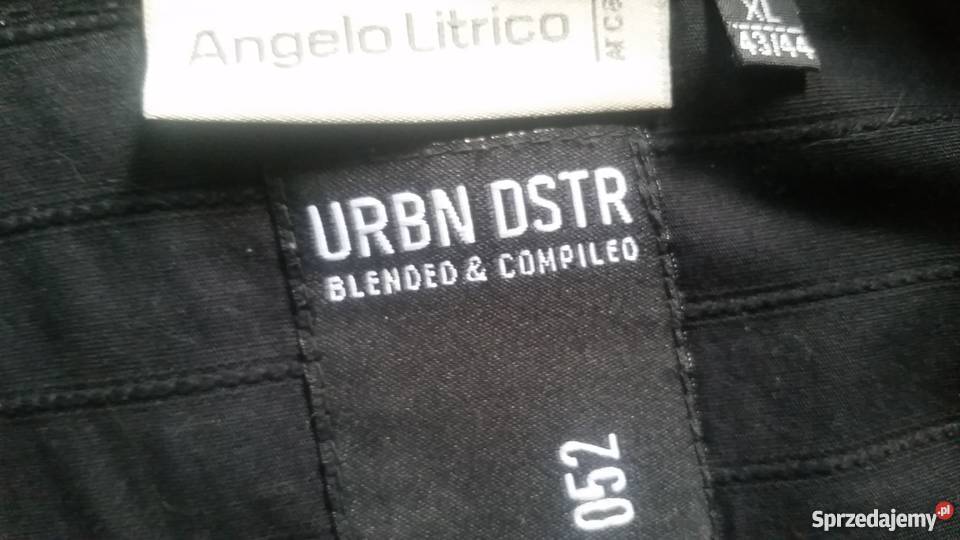 Angelo Litrico
XL
43/44
URBN DSTR
BLENDED & COMPILED
052
Sprzedajemy.pl